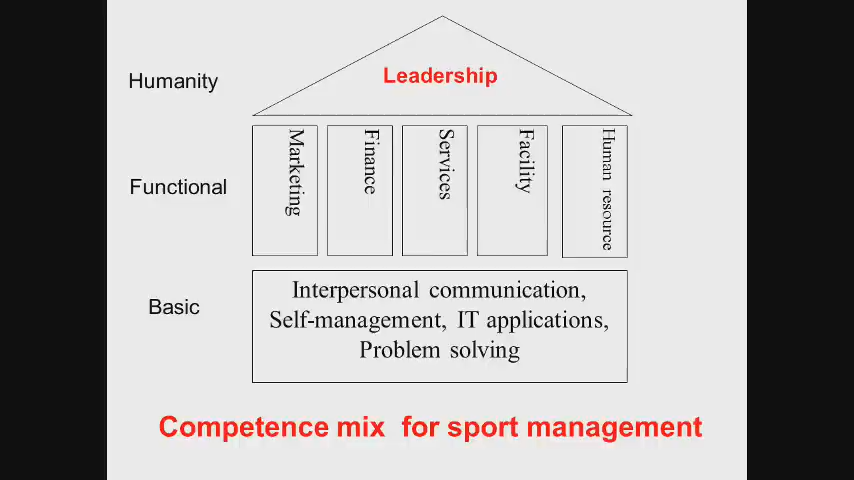 Humanity
Leadership
Functional
Marketing
Finance
Services
Facility
Human resource
Basic
Interpersonal communication,
Self-management, IT applications,
Problem solving
Competence mix for sport management